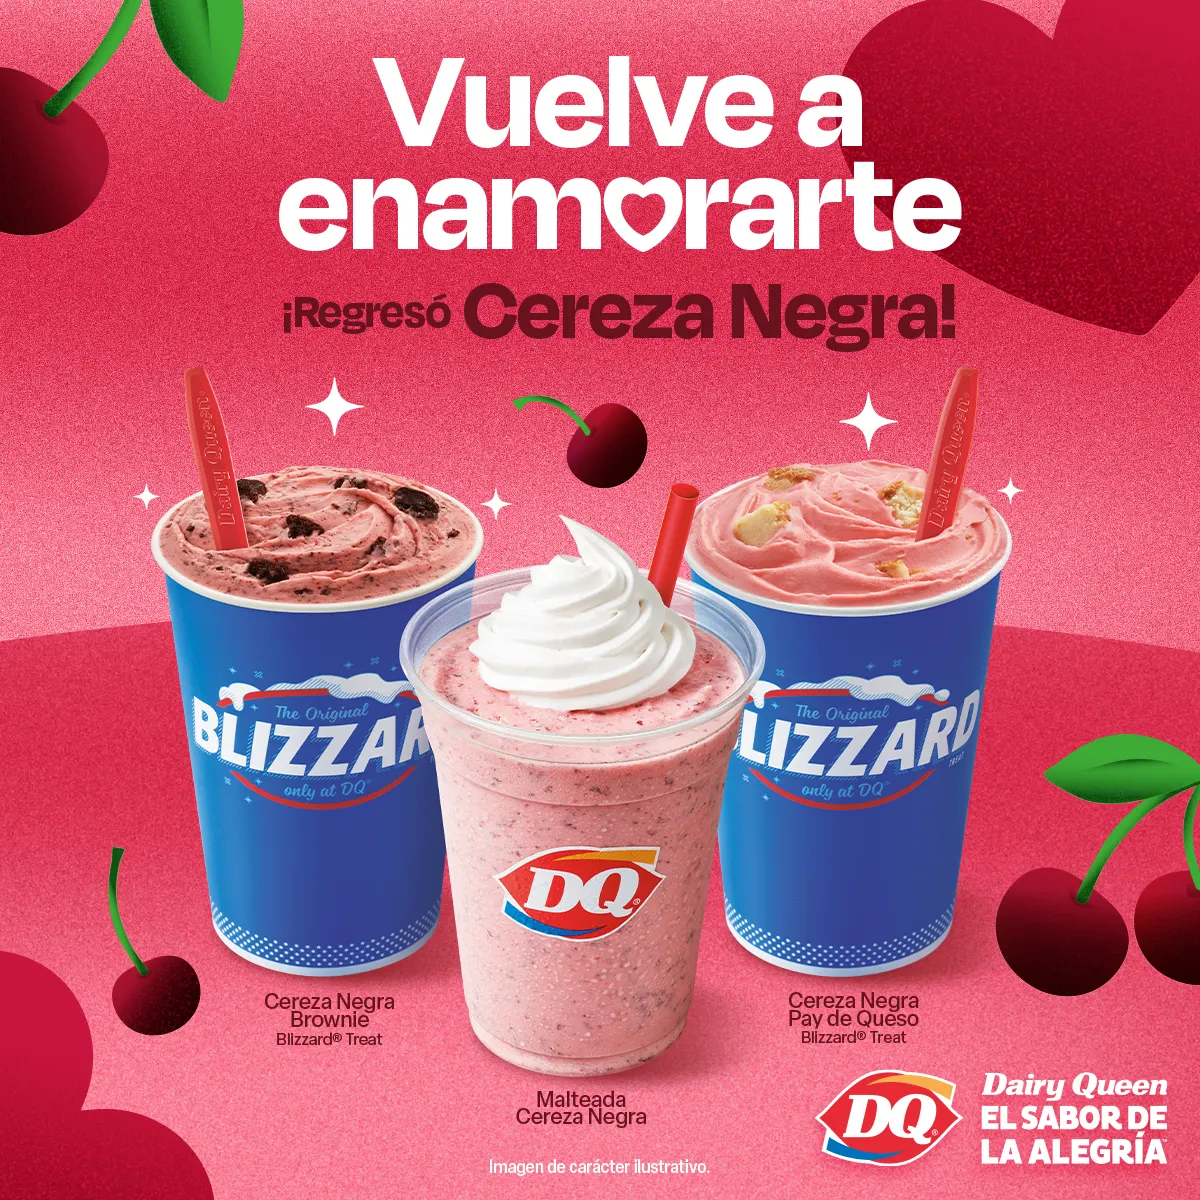 Vuelve a
enamorarte
¡Regresó Cereza Negra!
Dairy Queen
Dairy Queen
The Original
BLIZZAR
only at DQ
The Original
LIZZARD
TREAT
only at DQ
DQ®
Cereza Negra
Brownie
Blizzard® Treat
Cereza Negra
Pay de Queso
Blizzard® Treat
Malteada
Cereza Negra
DQ®
Dairy Queen
EL SABOR DE
LA ALEGRÍA
Imagen de carácter ilustrativo.